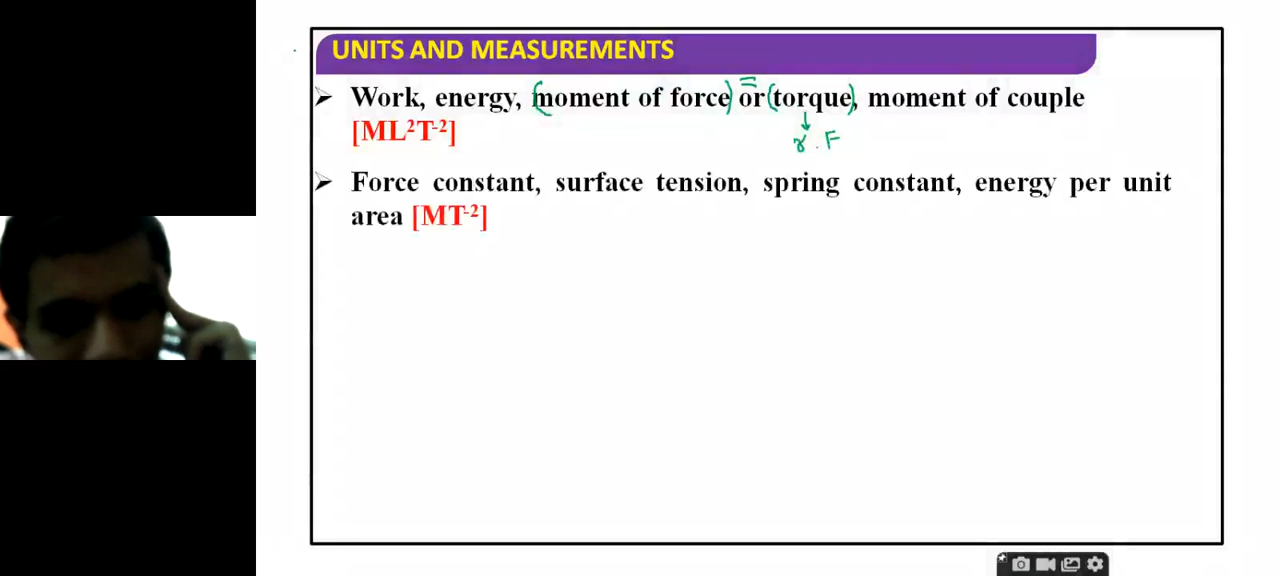 UNITS AND MEASUREMENTS
➢ Work, energy, (moment of force) or (torque), moment of couple
[ML²T⁻²]
r . F
➢ Force constant, surface tension, spring constant, energy per unit
area [MT⁻²]